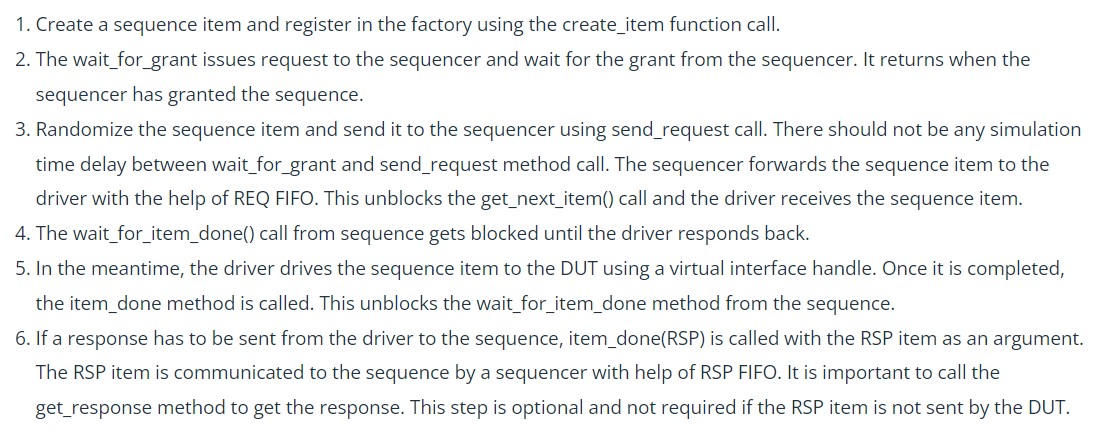 1. Create a sequence item and register in the factory using the create_item function call.
2. The wait_for_grant issues request to the sequencer and wait for the grant from the sequencer. It returns when the
sequencer has granted the sequence.
3. Randomize the sequence item and send it to the sequencer using send_request call. There should not be any simulation
time delay between wait_for_grant and send_request method call. The sequencer forwards the sequence item to the
driver with the help of REQ FIFO. This unblocks the get_next_item() call and the driver receives the sequence item.
4. The wait_for_item_done() call from sequence gets blocked until the driver responds back.
5. In the meantime, the driver drives the sequence item to the DUT using a virtual interface handle. Once it is completed,
the item_done method is called. This unblocks the wait_for_item_done method from the sequence.
6. If a response has to be sent from the driver to the sequence, item_done(RSP) is called with the RSP item as an argument.
The RSP item is communicated to the sequence by a sequencer with help of RSP FIFO. It is important to call the
get_response method to get the response. This step is optional and not required if the RSP item is not sent by the DUT.